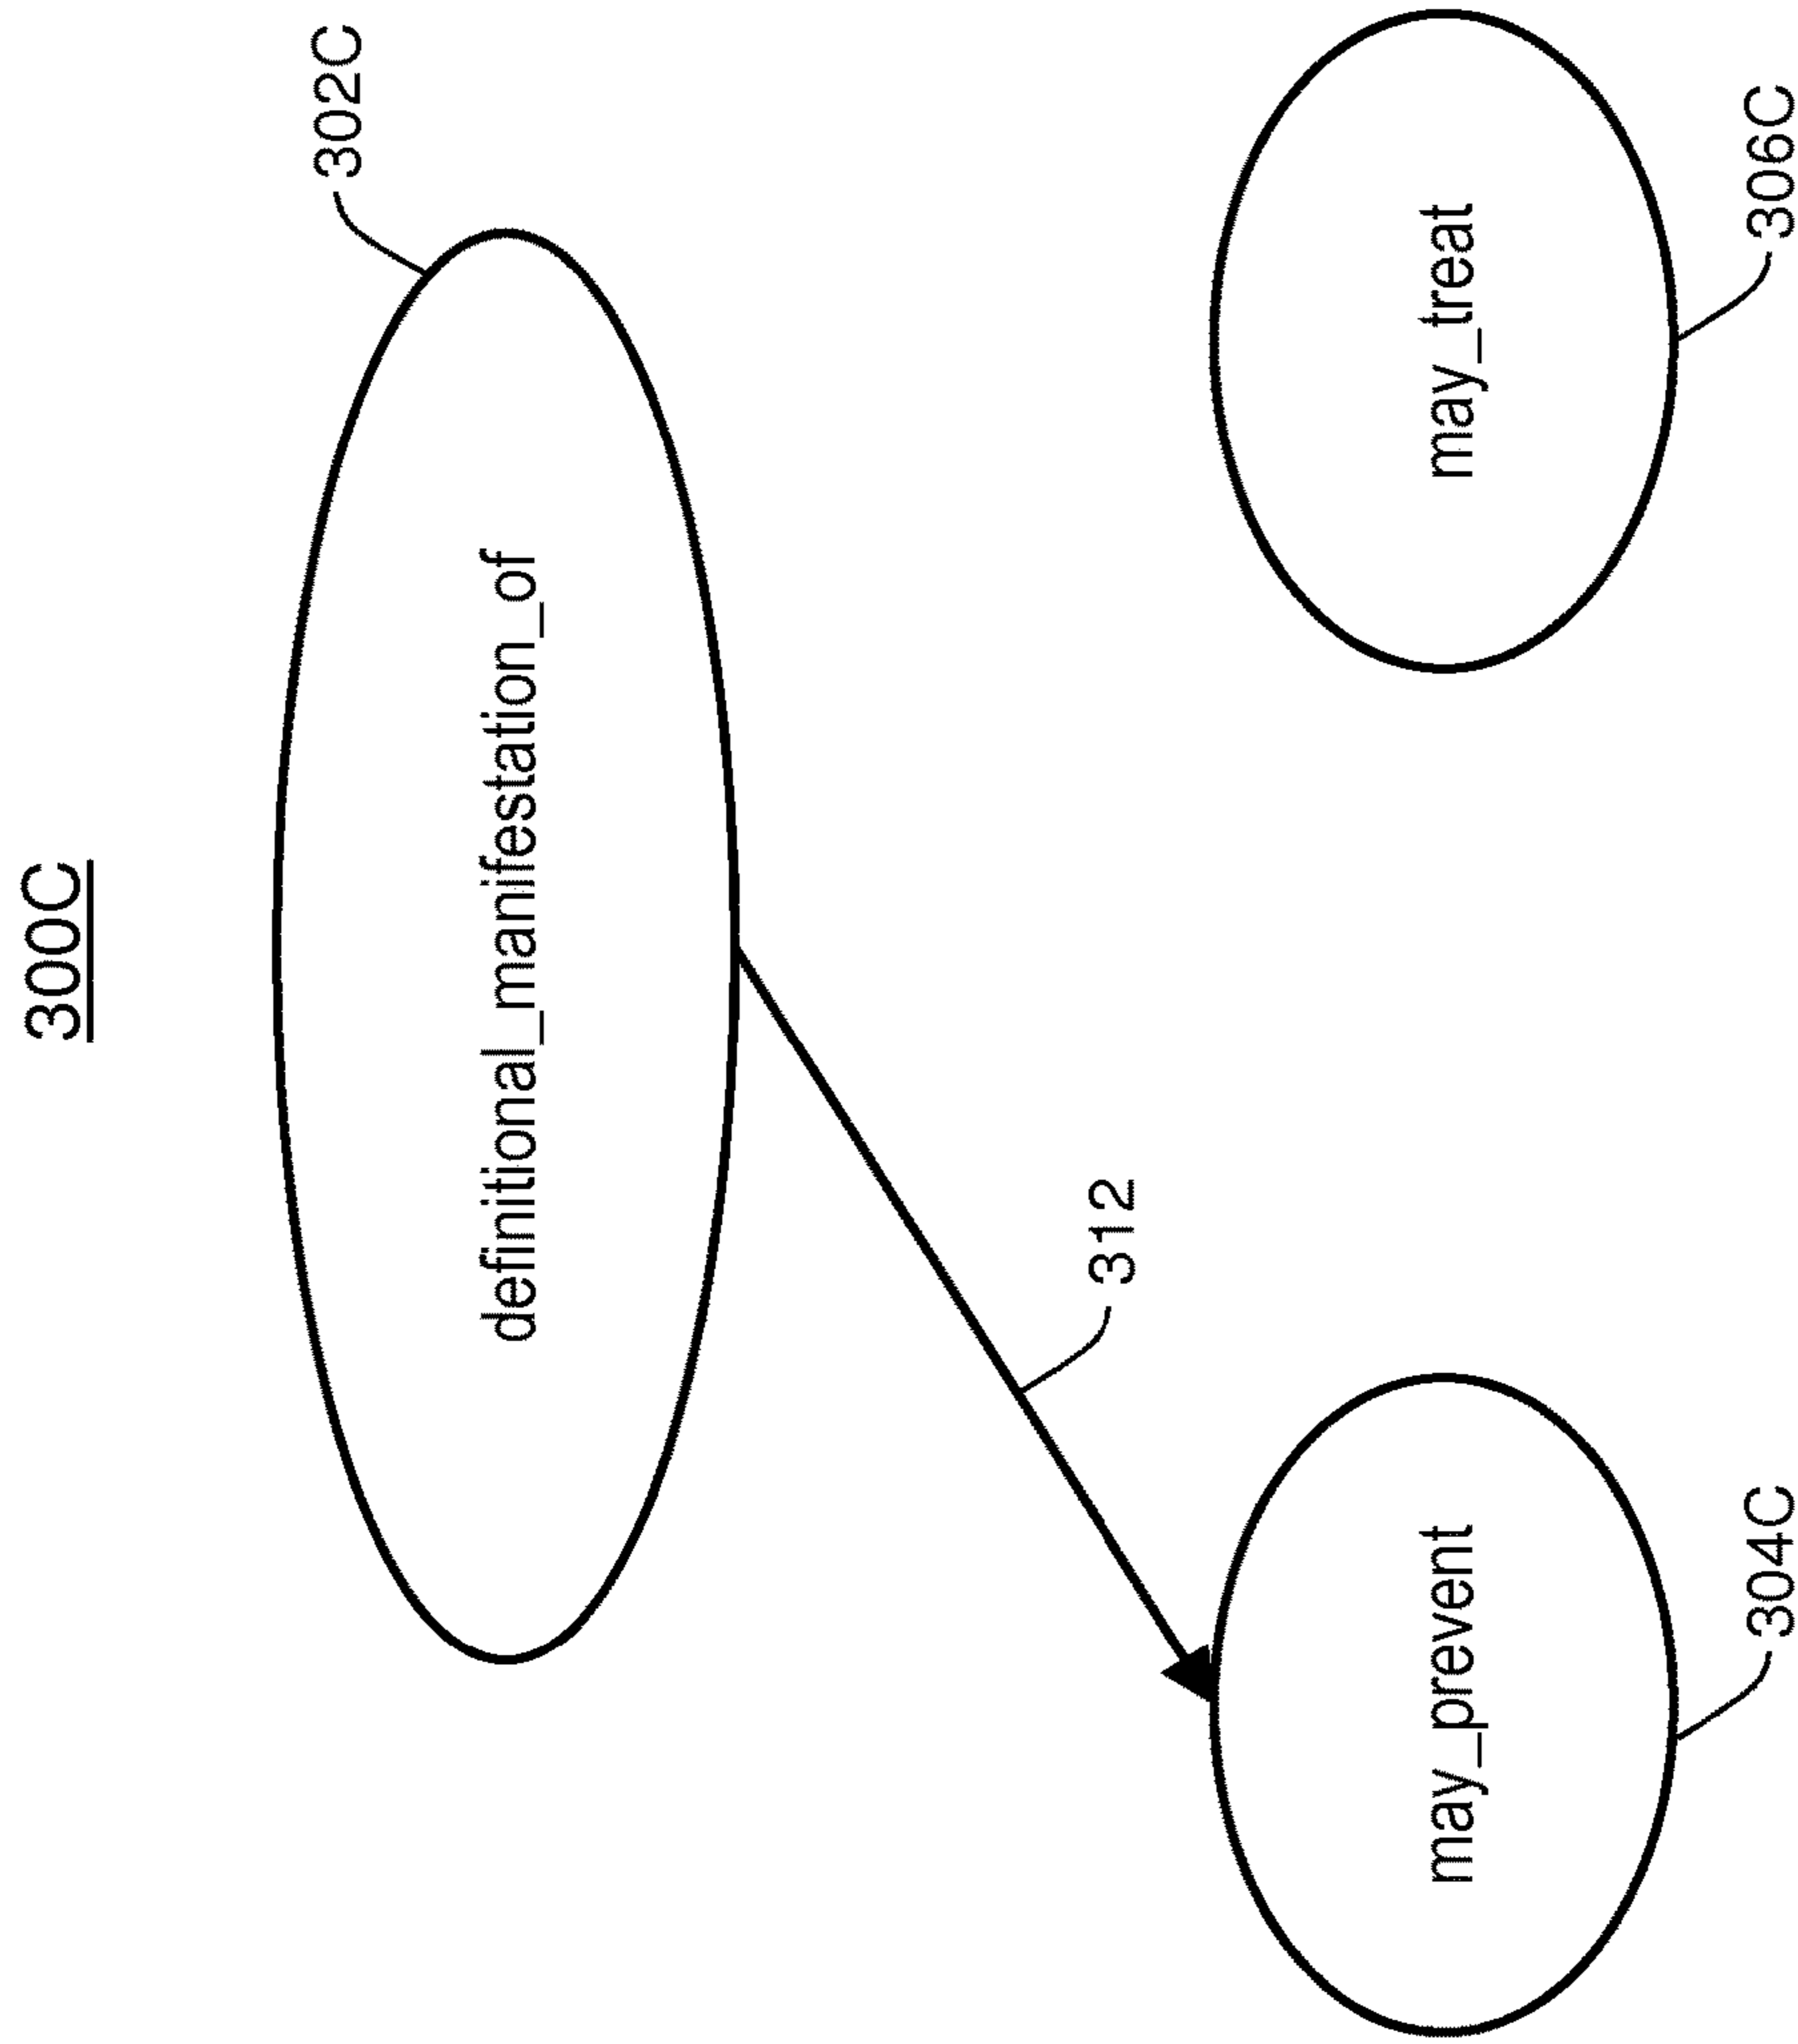 300C
302C
definitional_manifestation_of
312
may_prevent
may_treat
304C
306C